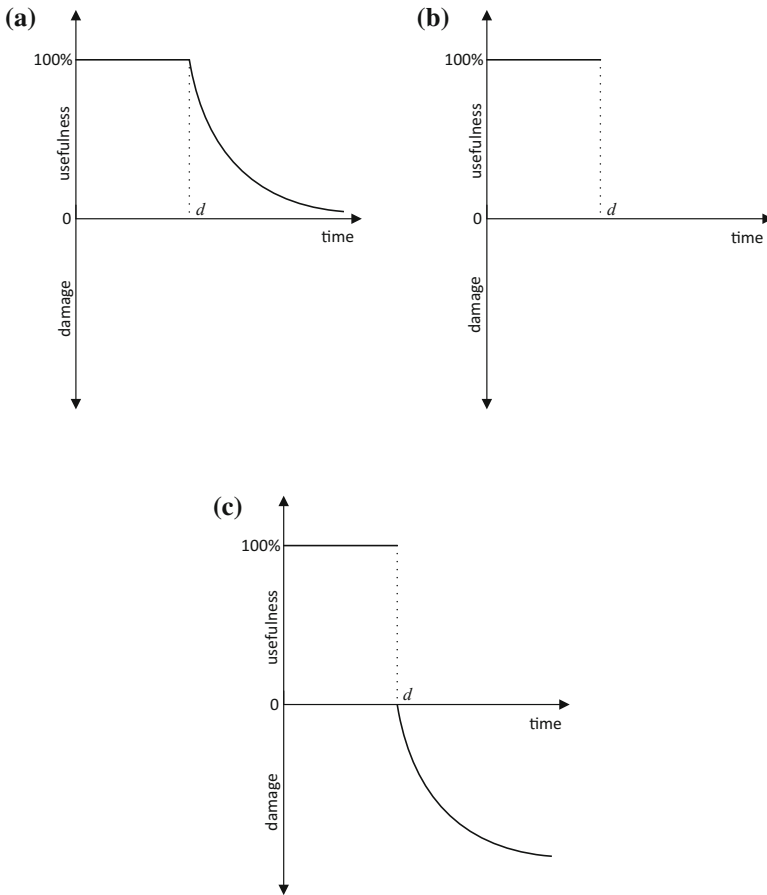 (a)
100%
usefulness
0
d
time
damage
(b)
100%
usefulness
0
d
time
damage
(c)
100%
usefulness
0
d
time
damage